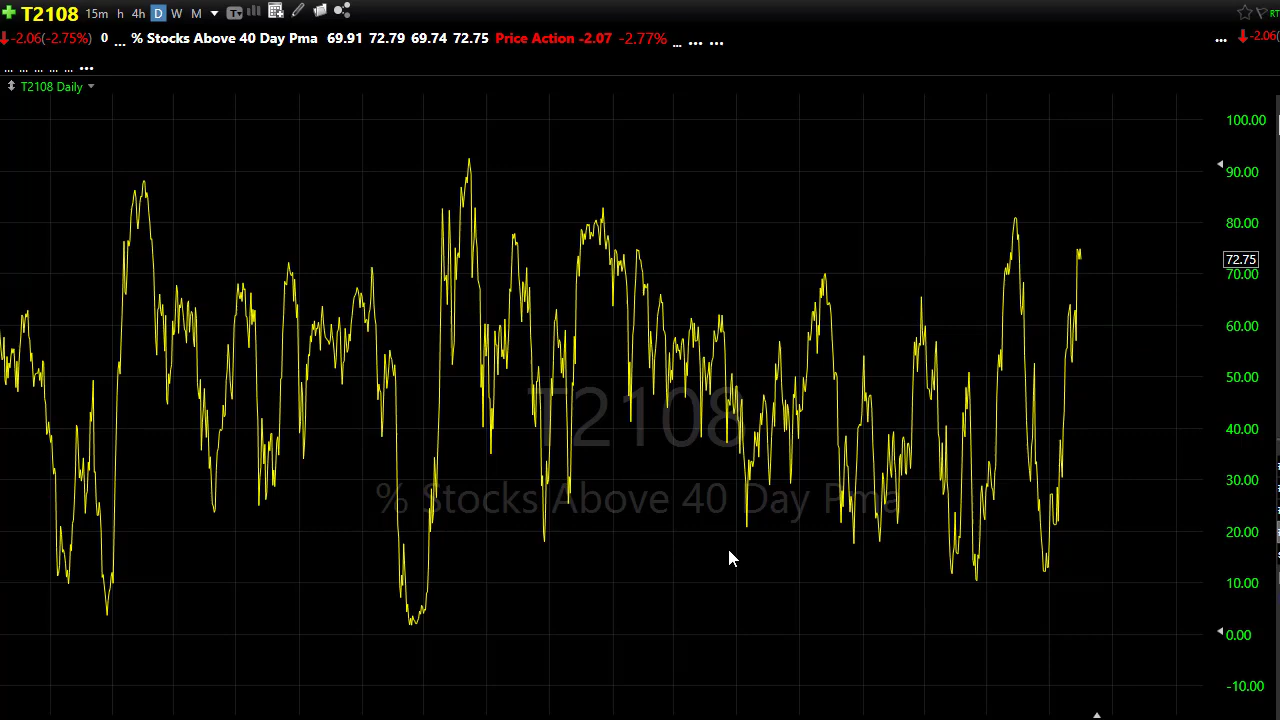 T2108 15m h 4h D W M T RT
-2.06(-2.75%) 0 ... % Stocks Above 40 Day Pma 69.91 72.79 69.74 72.75 Price Action -2.07 -2.77% ... ... ... ... -2.06(
... ... ... ... ... ...
T2108 Daily
100.00
90.00
80.00
72.75
70.00
60.00
50.00
40.00
30.00
20.00
10.00
0.00
-10.00
T2108
% Stocks Above 40 Day Pma